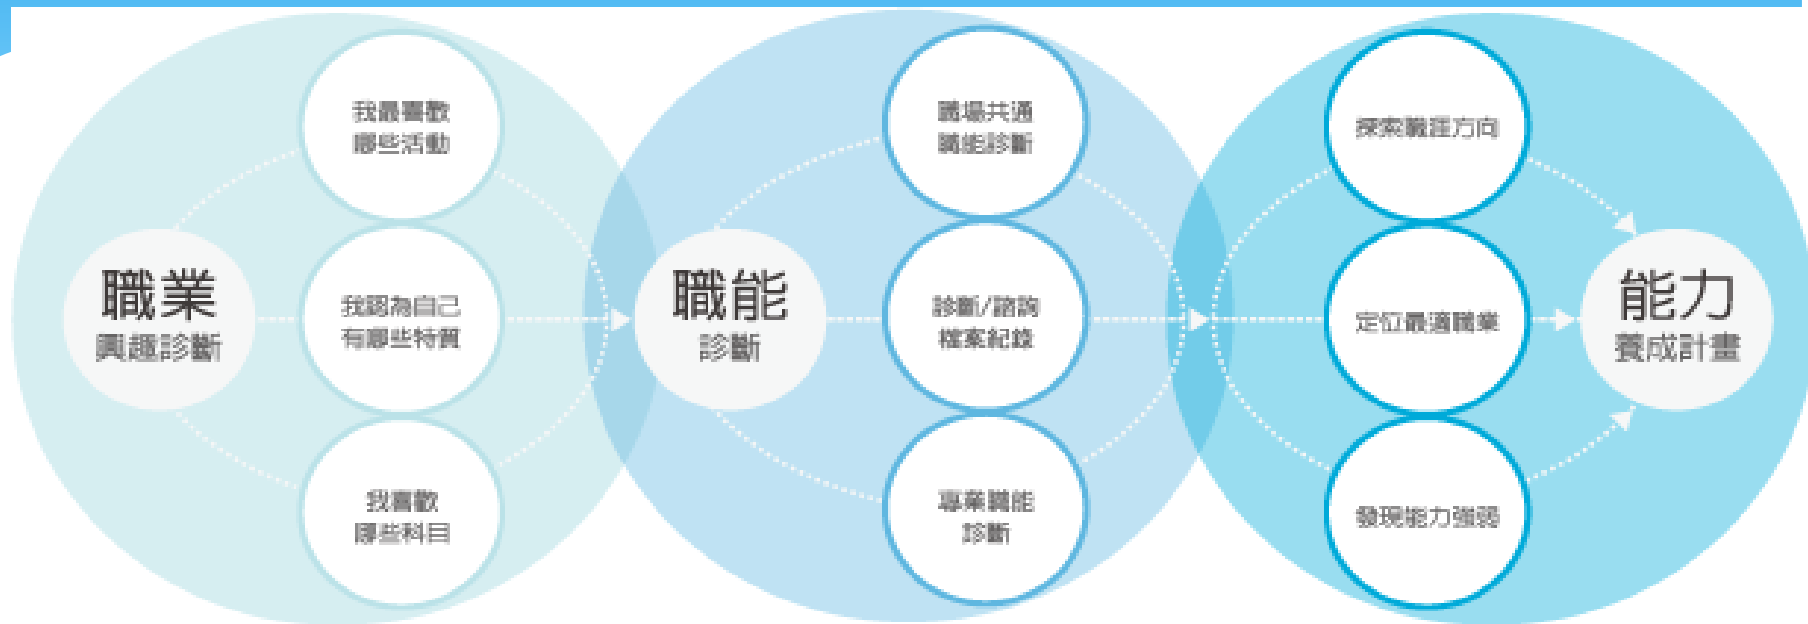 職業
興趣診斷
我最喜歡
哪些活動
我認為自己
有哪些特質
我喜歡
哪些科目
職能
診斷
職場共通
職能診斷
診斷/諮詢
檔案紀錄
專業職能
診斷
探索職涯方向
定位最適職業
發現能力強弱
能力
養成計畫